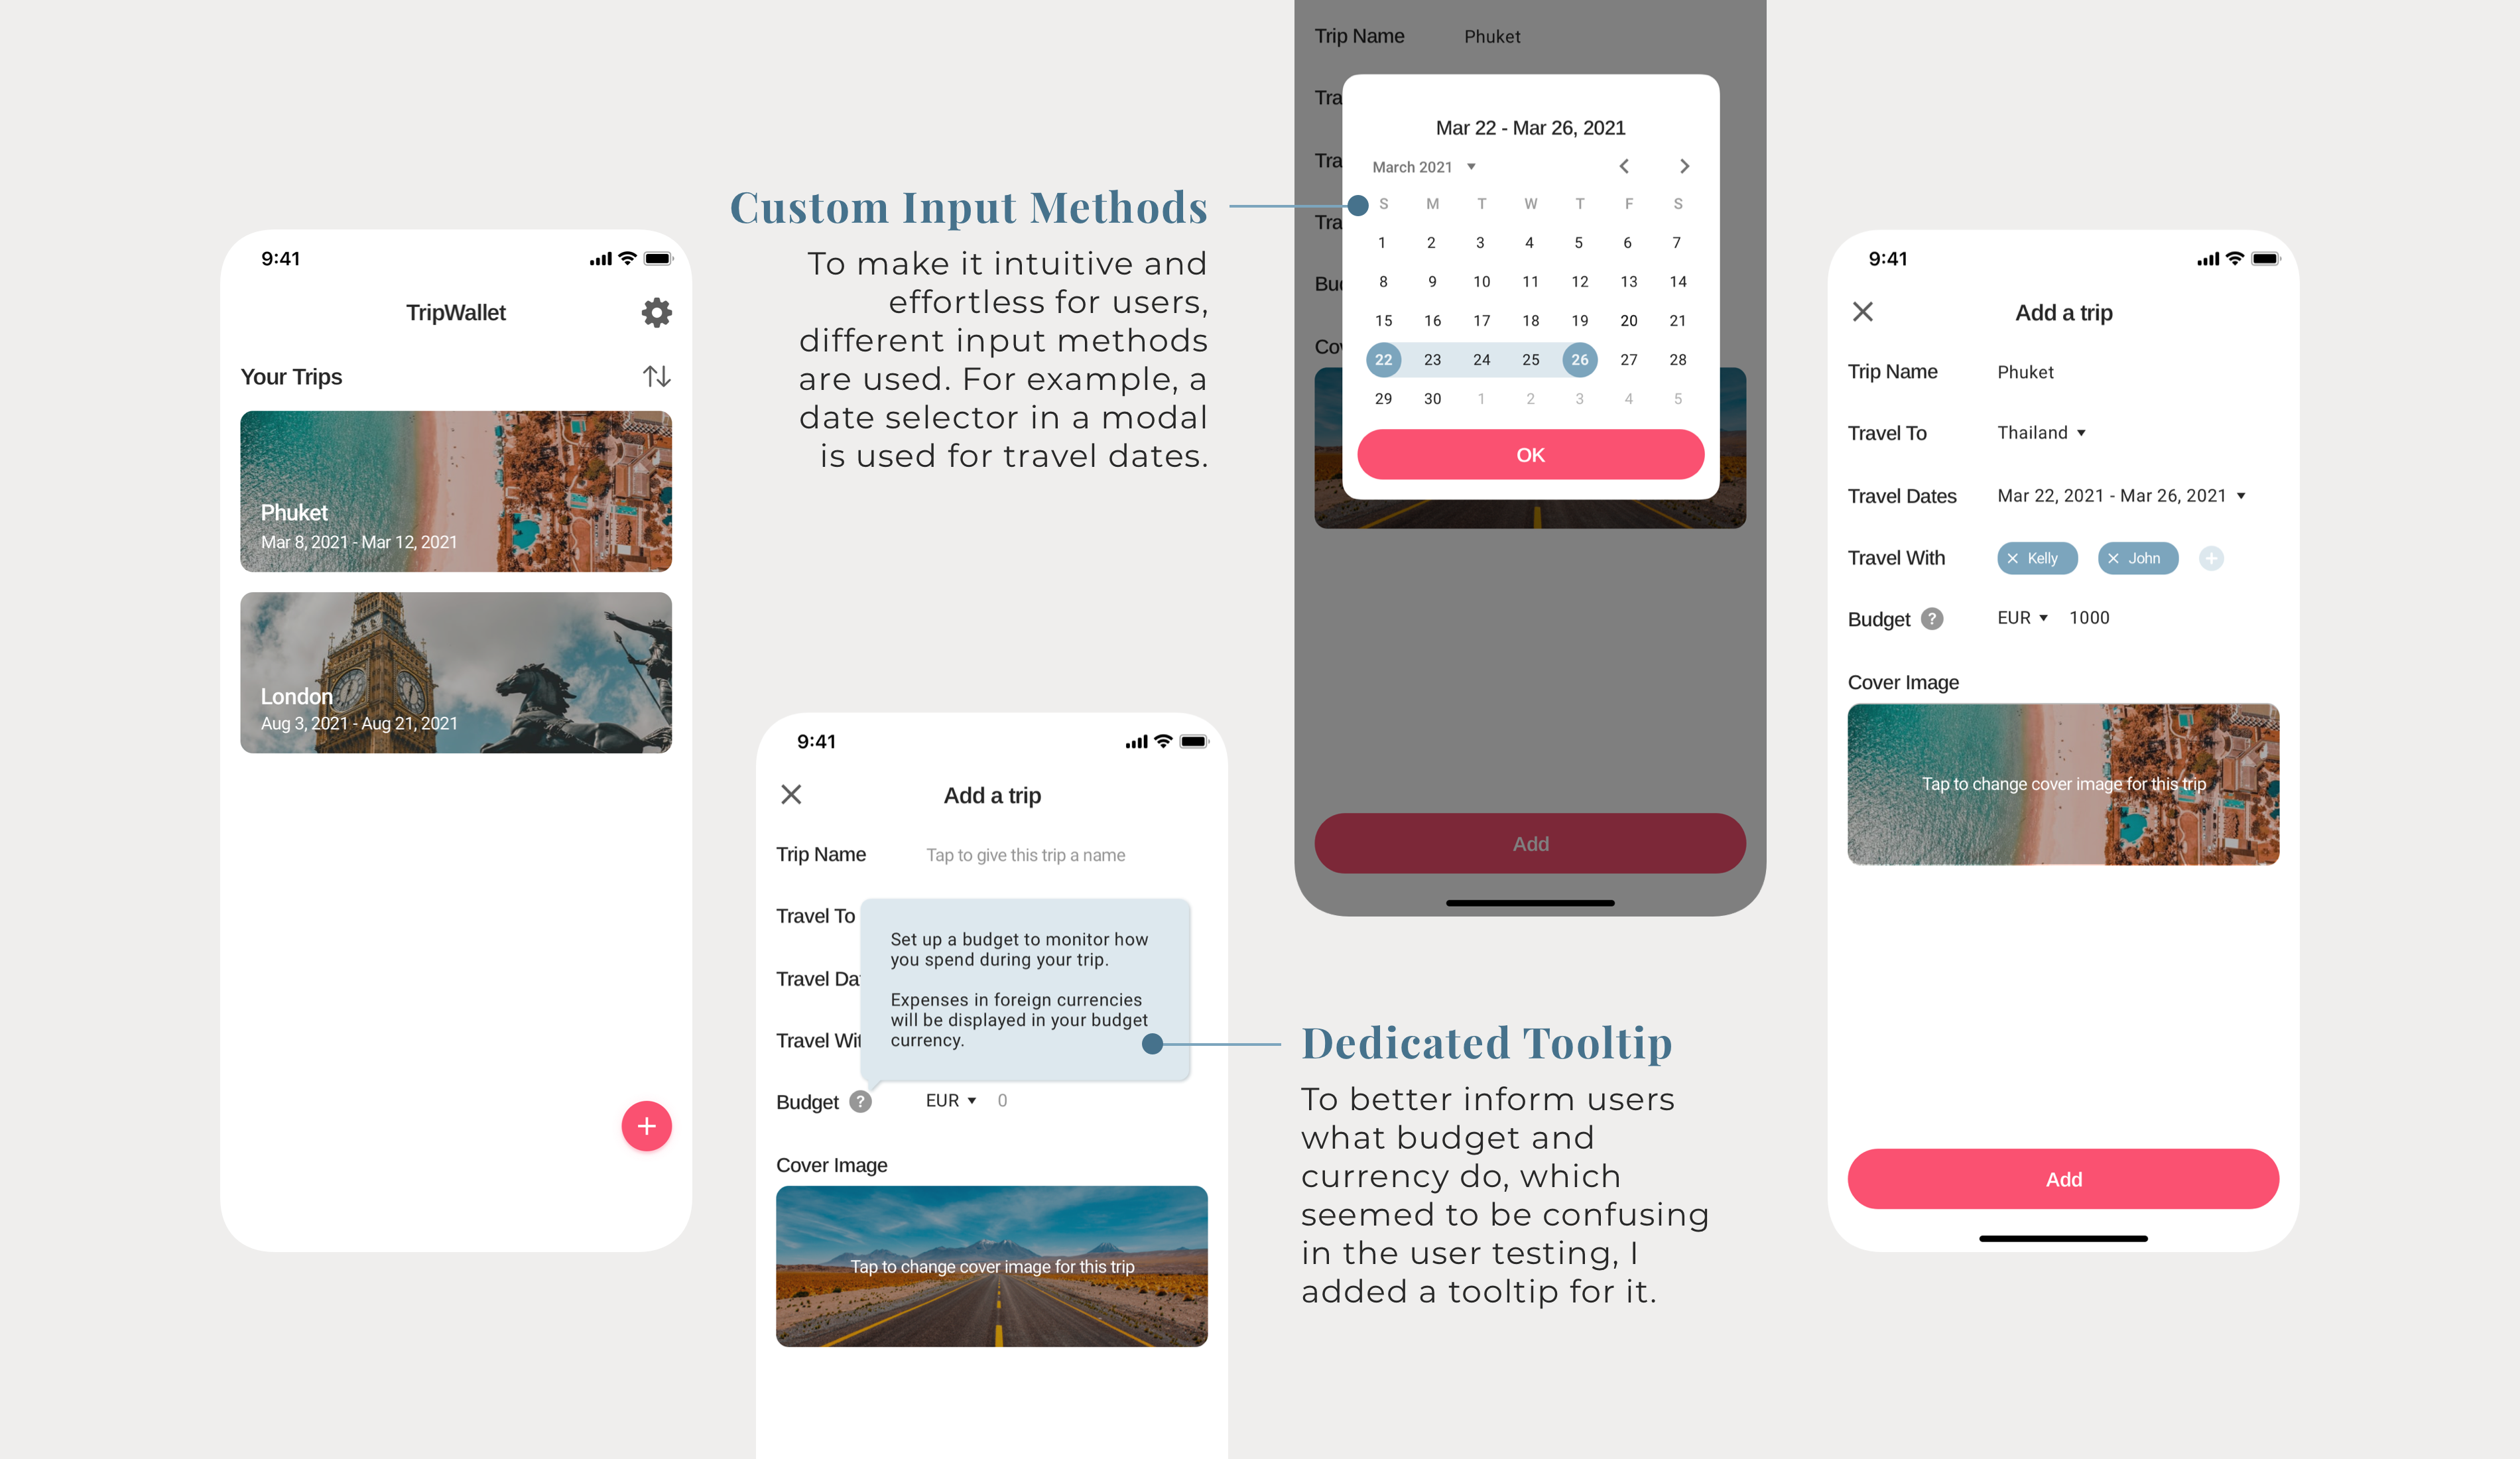 9:41
TripWallet
Your Trips
Phuket
Mar 8, 2021 - Mar 12, 2021
London
Aug 3, 2021 - Aug 21, 2021
Custom Input Methods
To make it intuitive and
effortless for users,
different input methods
are used. For example, a
date selector in a modal
is used for travel dates.
9:41
Add a trip
Trip Name Tap to give this trip a name
Travel To
Travel Da
Travel Wit
Set up a budget to monitor how
you spend during your trip.
Expenses in foreign currencies
will be displayed in your budget
currency.
Budget ? EUR 0
Cover Image
Tap to change cover image for this trip
Trip Name Phuket
Tra
Tra
Tra
Bu
Co
Mar 22 - Mar 26, 2021
March 2021
S M T W T F S
1 2 3 4 5 6 7
8 9 10 11 12 13 14
15 16 17 18 19 20 21
22 23 24 25 26 27 28
29 30 1 2 3 4 5
OK
Add
Dedicated Tooltip
To better inform users
what budget and
currency do, which
seemed to be confusing
in the user testing, I
added a tooltip for it.
9:41
Add a trip
Trip Name Phuket
Travel To Thailand
Travel Dates Mar 22, 2021 - Mar 26, 2021
Travel With Kelly John
Budget ? EUR 1000
Cover Image
Tap to change cover image for this trip
Add